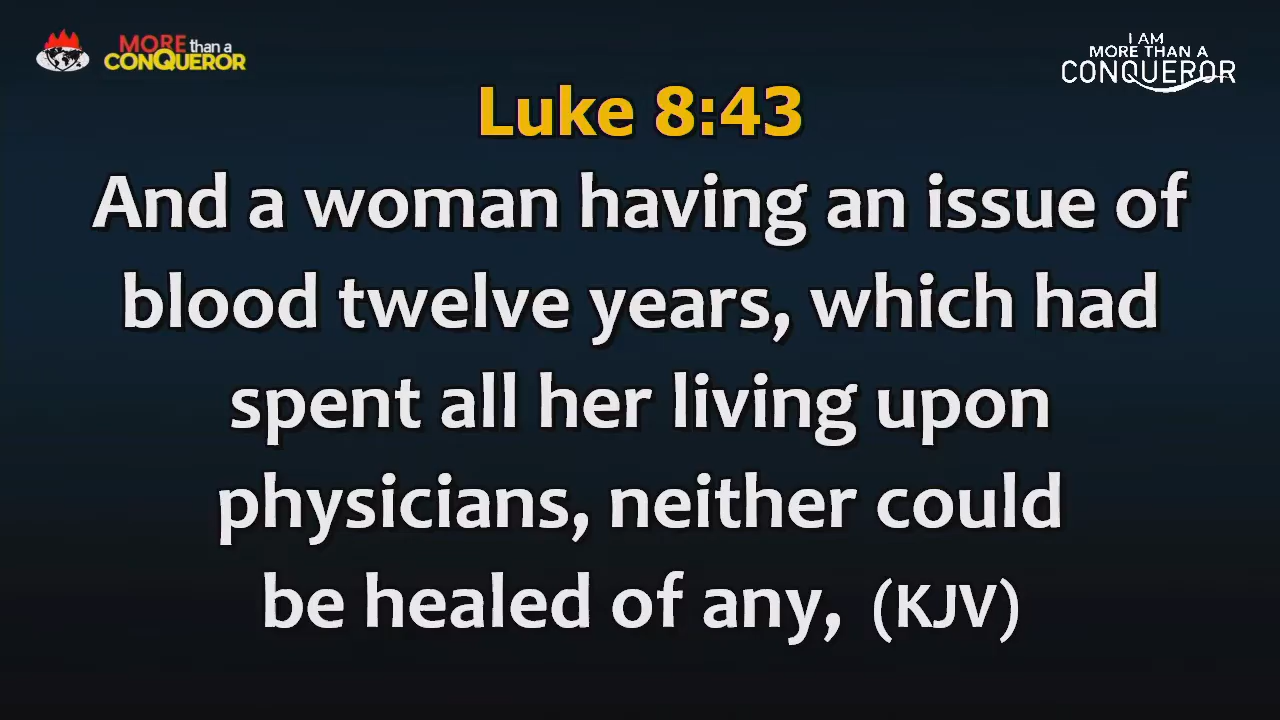 MORE than a
CONQUEROR
I AM
MORE THAN A
CONQUEROR
Luke 8:43
And a woman having an issue of
blood twelve years, which had
spent all her living upon
physicians, neither could
be healed of any, (KJV)